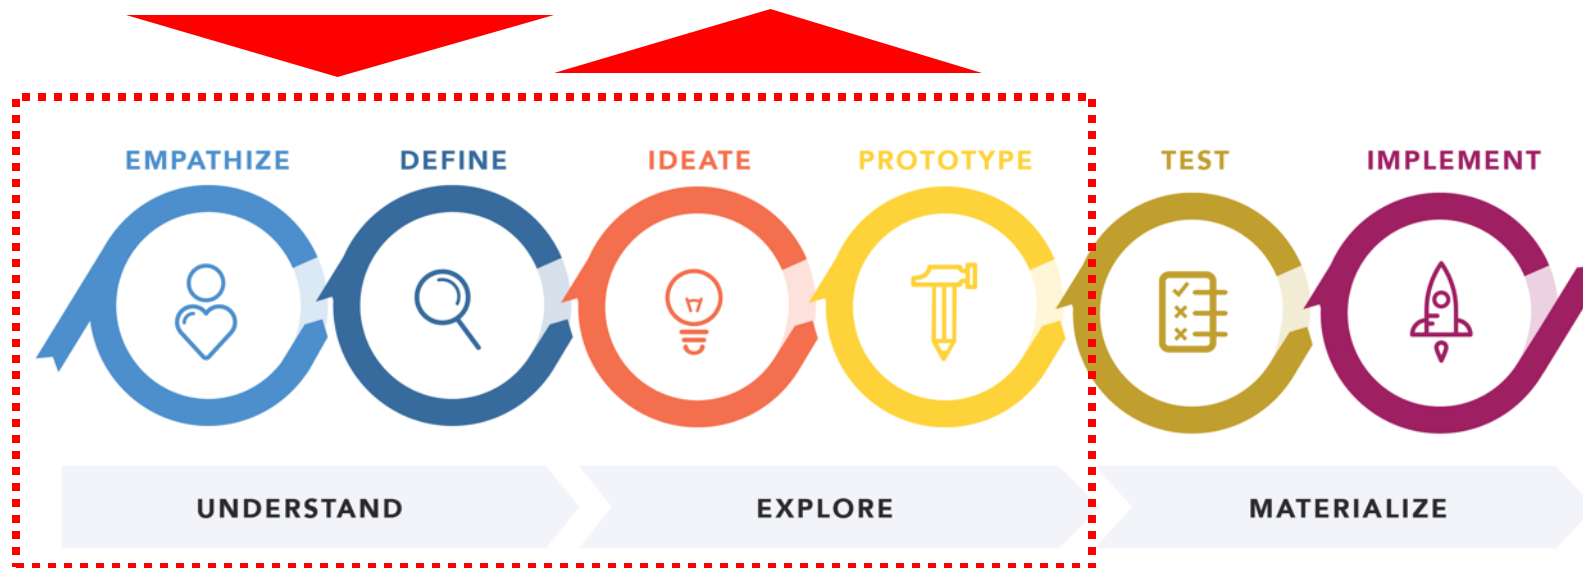 EMPATHIZE DEFINE IDEATE PROTOTYPE TEST IMPLEMENT
UNDERSTAND EXPLORE MATERIALIZE